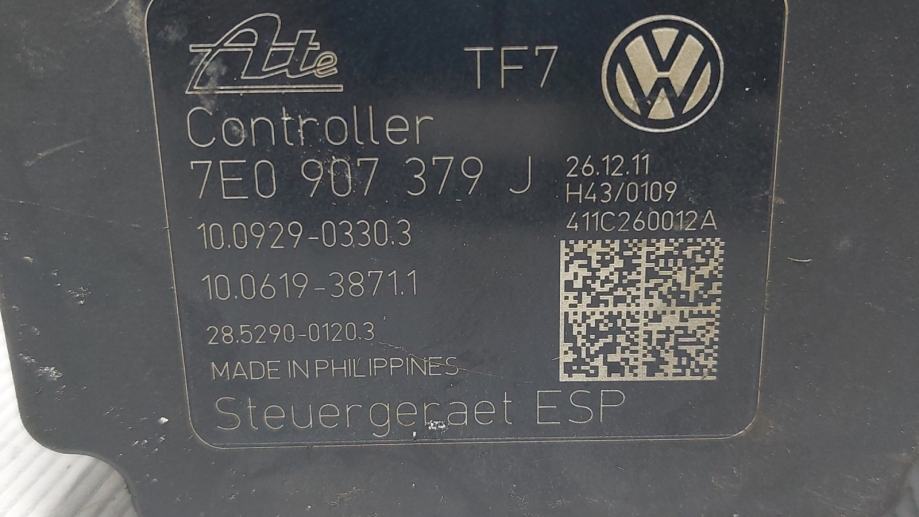 Ate TF7
Controller
7E0 907 379 J
26.12.11
H43/0109
411C260012A
10.0929-0330.3
10.0619-3871.1
28.5290-0120.3
MADE IN PHILIPPINES
Steuergeraet ESP